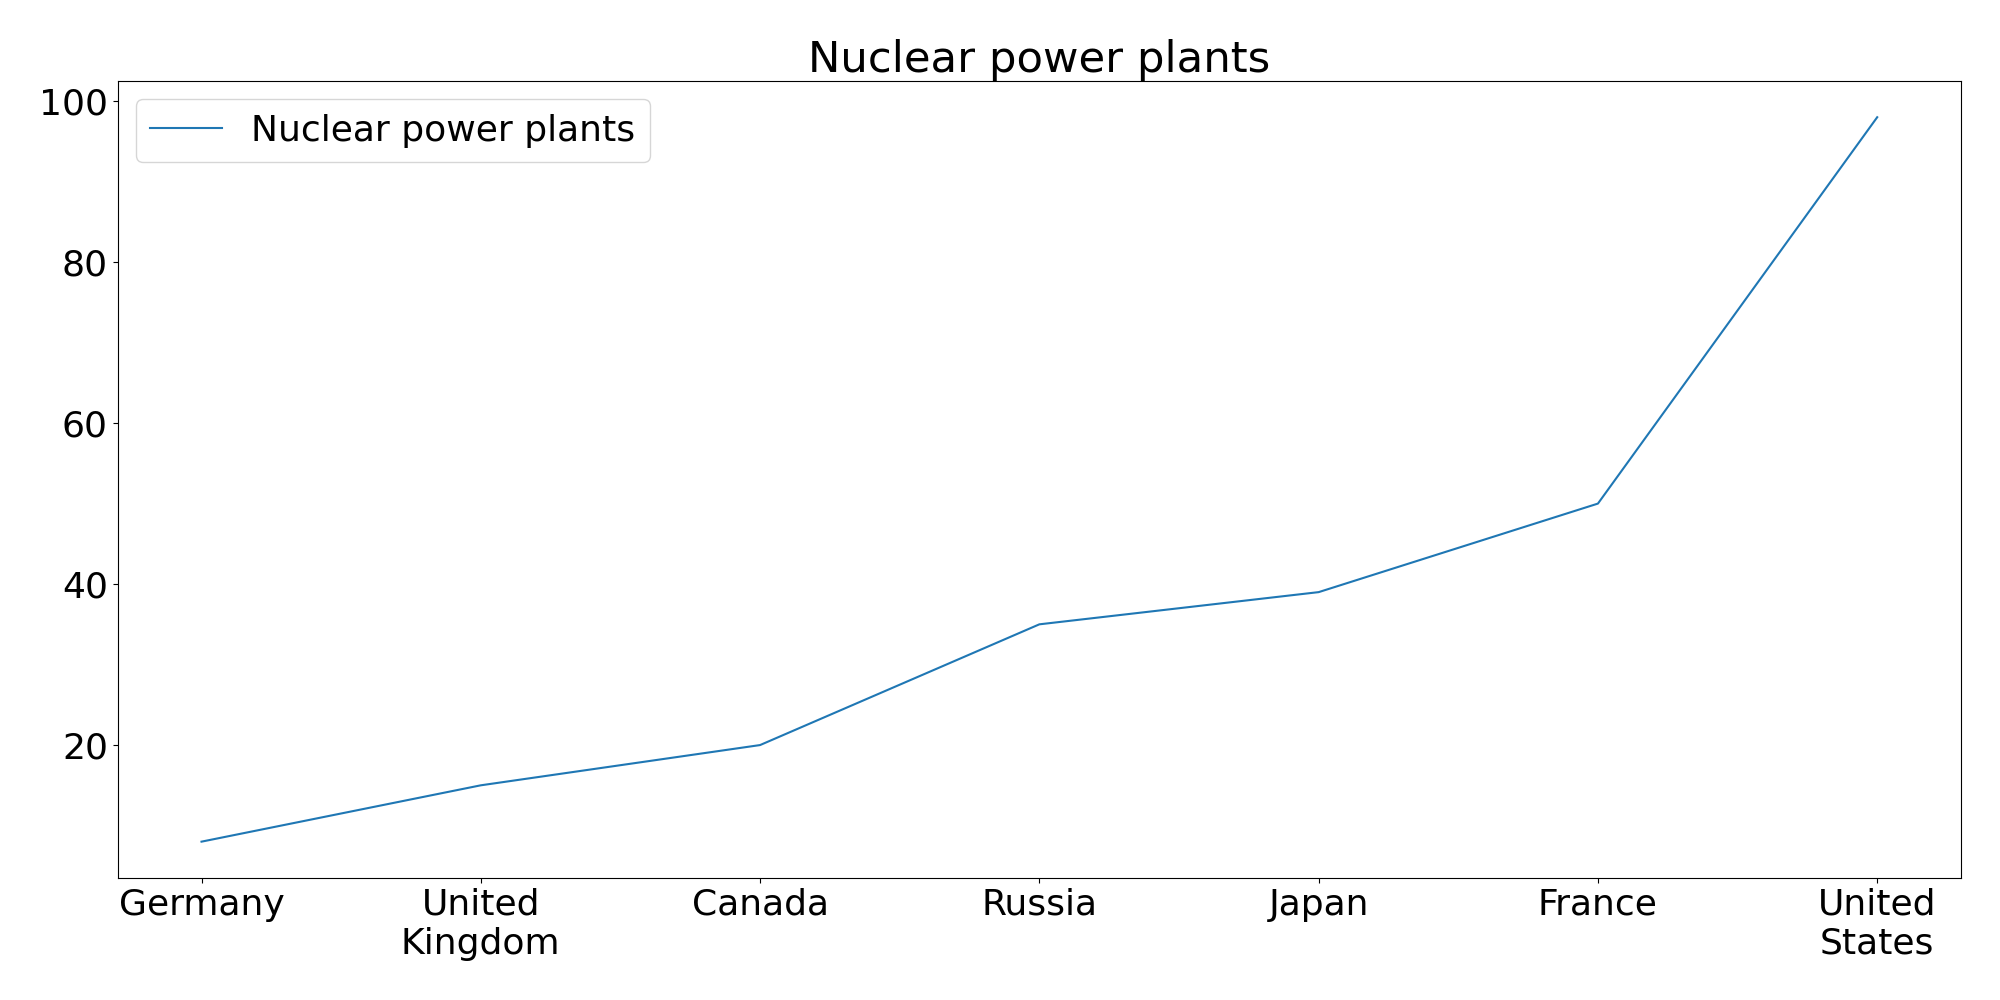 Nuclear power plants
Nuclear power plants
100
80
60
40
20
Germany
United
Kingdom
Canada
Russia
Japan
France
United
States